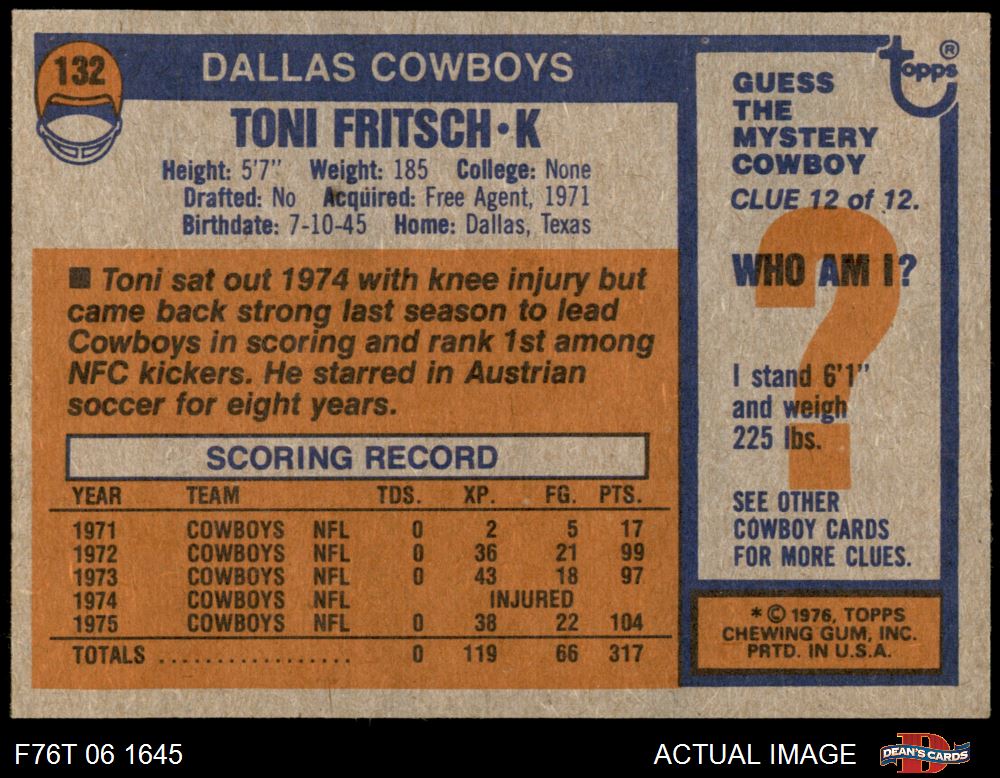 132
DALLAS COWBOYS
TONI FRITSCH•K
Height: 5'7" Weight: 185 College: None
Drafted: No Acquired: Free Agent, 1971
Birthdate: 7-10-45 Home: Dallas, Texas
■ Toni sat out 1974 with knee injury but
came back strong last season to lead
Cowboys in scoring and rank 1st among
NFC kickers. He starred in Austrian
soccer for eight years.
SCORING RECORD
YEAR TEAM TDS. XP. FG. PTS.
1971 COWBOYS NFL 0 2 5 17
1972 COWBOYS NFL 0 36 21 99
1973 COWBOYS NFL 0 43 18 97
1974 COWBOYS NFL INJURED
1975 COWBOYS NFL 0 38 22 104
TOTALS .................. 0 119 66 317
topps ®
GUESS
THE
MYSTERY
COWBOY
CLUE 12 of 12.
WHO AM I?
?
I stand 6'1"
and weigh
225 lbs.
SEE OTHER
COWBOY CARDS
FOR MORE CLUES.
* © 1976, TOPPS
CHEWING GUM, INC.
PRTD. IN U.S.A.
F76T 06 1645
ACTUAL IMAGE
D
DEAN'S CARDS